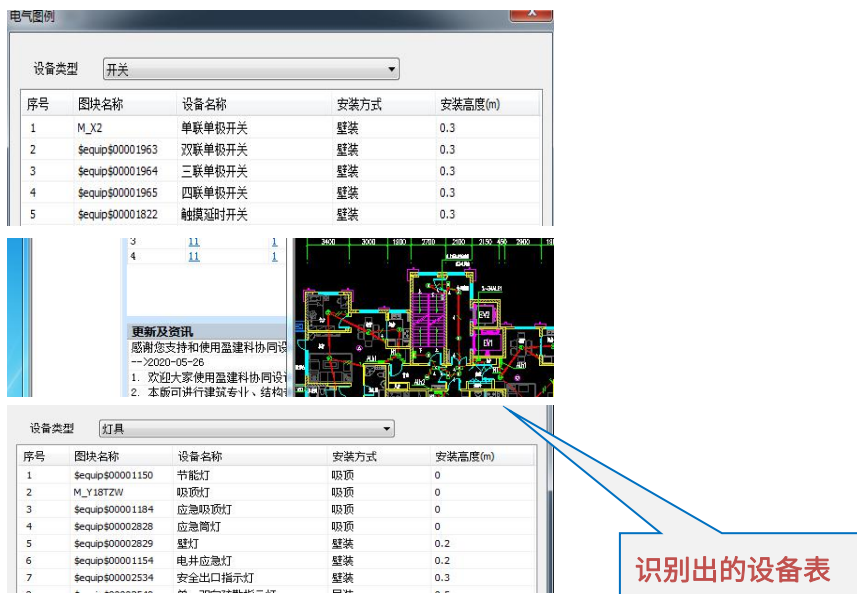 电气图例
设备类型 开关
序号 图块名称 设备名称 安装方式 安装高度(m)
1 M_X2 单联单极开关 壁装 0.3
2 $equip$00001963 双联单极开关 壁装 0.3
3 $equip$00001964 三联单极开关 壁装 0.3
4 $equip$00001965 四联单极开关 壁装 0.3
5 $equip$00001822 触摸延时开关 壁装 0.3
3 11 1
4 11 1
3400 3000 1900 2700 2100 2150 450 2900
EV2
EV1
更新及资讯
感谢您支持和使用盈建科协同设
-->2020-05-26
1. 欢迎大家使用盈建科协同设计
2. 本版可进行建筑专业、结构
设备类型 灯具
序号 图块名称 设备名称 安装方式 安装高度(m)
1 $equip$00001150 节能灯 吸顶 0
2 M_Y18TZW 吸顶灯 吸顶 0
3 $equip$00001184 应急吸顶灯 吸顶 0
4 $equip$00002828 应急筒灯 吸顶 0
5 $equip$00002829 壁灯 壁装 0.2
6 $equip$00001154 电井应急灯 壁装 0.2
7 $equip$00002534 安全出口指示灯 壁装 0.3
识别出的设备表